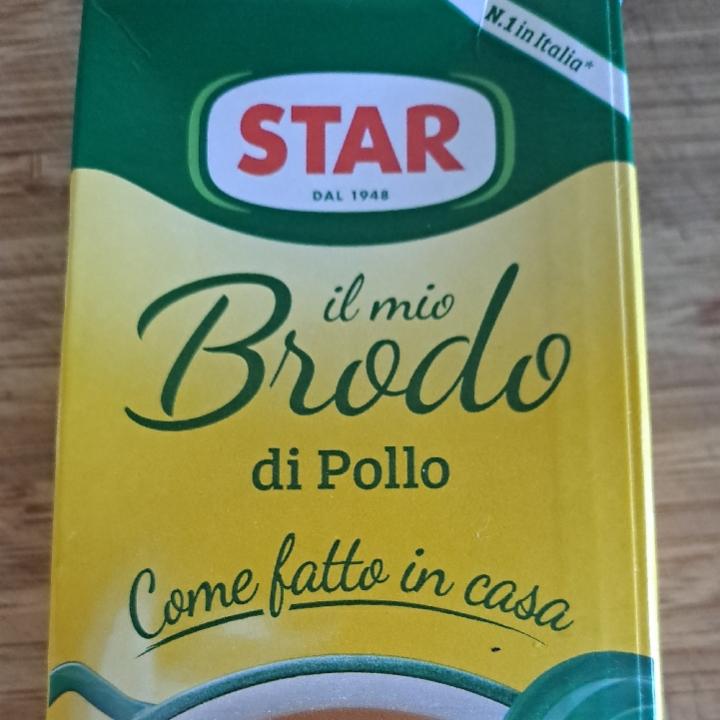 N.1 in Italia*
STAR
DAL 1948
il mio
Brodo
di Pollo
Come fatto in casa